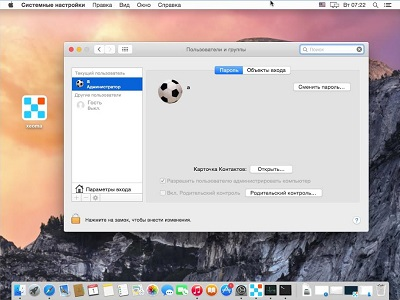 Системные настройки Правка Вид Окно Справка Вт 07:22
Пользователи и группы Поиск
Пароль Объекты входа
Текущий пользователь
а
Администратор
Другие пользователи
Гость
Выкл.
а
Сменить пароль...
Карточка Контактов: Открыть...
Разрешить пользователю администрировать компьютер
Вкл. Родительский контроль Родительский контроль...
Параметры входа
+ −
Нажмите на замок, чтобы внести изменения.
?